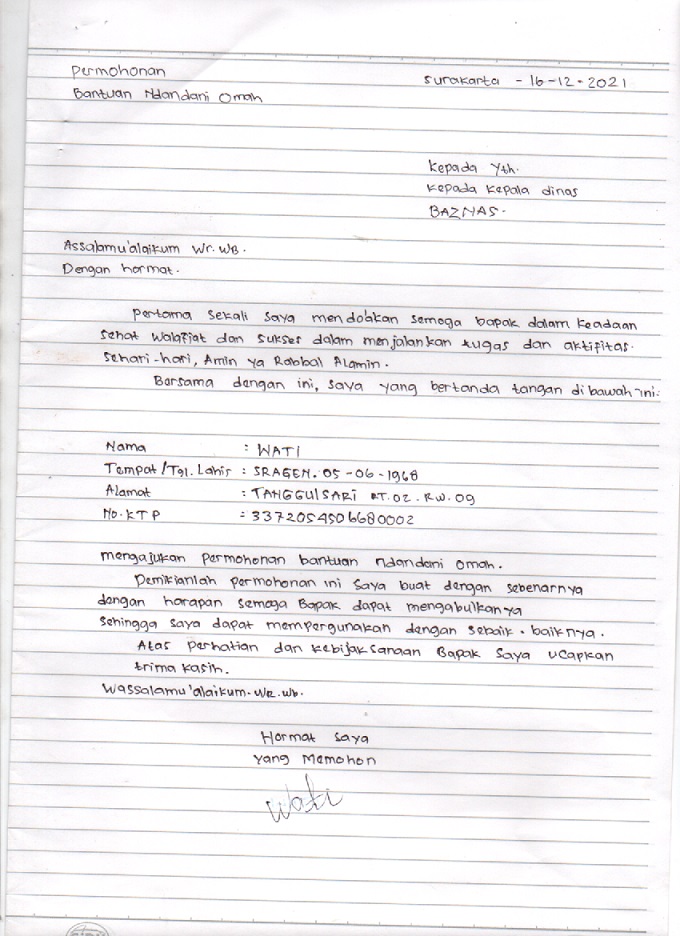 Permohonan
Surakarta - 16-12-2021
Bantuan Ndandani Omah
Kepada Yth.
Kepada Kepala dinas
BAZNAS.
Assalamu'alaikum Wr. WB.
Dengan hormat.
Pertama sekali saya mendo'akan semoga bapak dalam keadaan
sehat walafiat dan sukses dalam menjalankan tugas dan aktifitas.
sehari-hari, Amin ya Rabbal Alamin.
Bersama dengan ini, saya yang bertanda tangan dibawah ini:
Nama : WATI
Tempat/Tgl. Lahir : SRAGEN. 05-06-1968
Alamat : TANGGULSARI RT.02. RW.09
No. KTP : 3372054506680002
mengajukan permohonan bantuan ndandani omah.
Demikianlah permohonan ini saya buat dengan sebenarnya
dengan harapan semoga Bapak dapat mengabulkanya
sehingga saya dapat mempergunakan dengan sebaik-baiknya.
Atas perhatian dan kebijaksanaan Bapak saya ucapkan
trima kasih.
Wassalamu'alaikum. Wr. Wb.
Hormat saya
yang Memohon
Wati